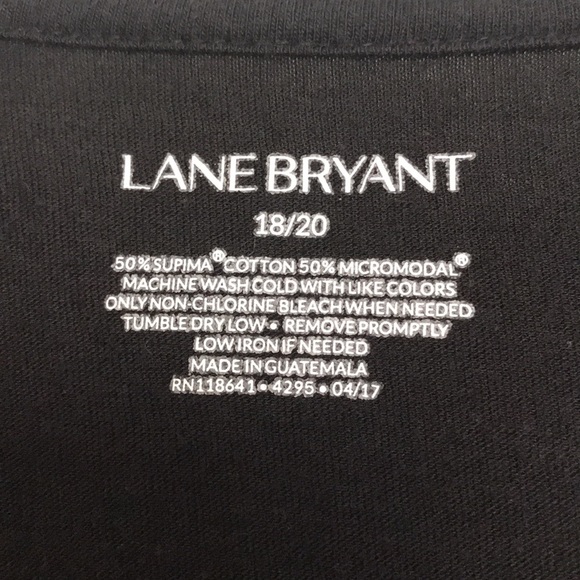 LANE BRYANT
18/20
50% SUPIMA® COTTON 50% MICROMODAL®
MACHINE WASH COLD WITH LIKE COLORS
ONLY NON-CHLORINE BLEACH WHEN NEEDED
TUMBLE DRY LOW • REMOVE PROMPTLY
LOW IRON IF NEEDED
MADE IN GUATEMALA
RN118641 • 4295 • 04/17